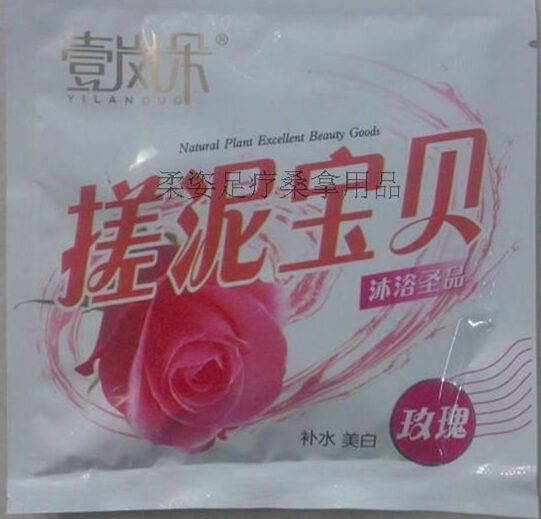 壹岚朵®
YILANDUO
Natural Plant Excellent Beauty Goods
柔姿足疗桑拿用品
搓泥宝贝
沐浴圣品
补水 美白
玫瑰